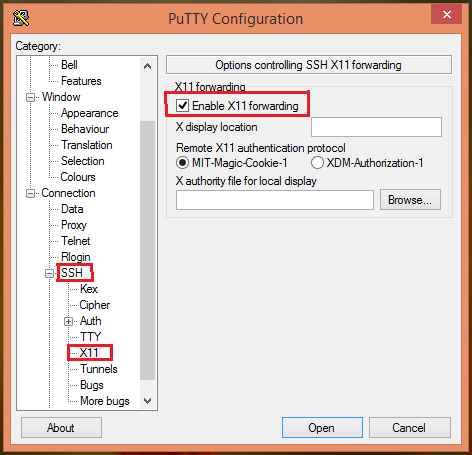 PuTTY Configuration
Category:
Bell
Features
Window
Appearance
Behaviour
Translation
Selection
Colours
Connection
Data
Proxy
Telnet
Rlogin
SSH
Kex
Cipher
Auth
TTY
X11
Tunnels
Bugs
More bugs
Options controlling SSH X11 forwarding
X11 forwarding
Enable X11 forwarding
X display location
Remote X11 authentication protocol
MIT-Magic-Cookie-1 XDM-Authorization-1
X authority file for local display
Browse...
About Open Cancel